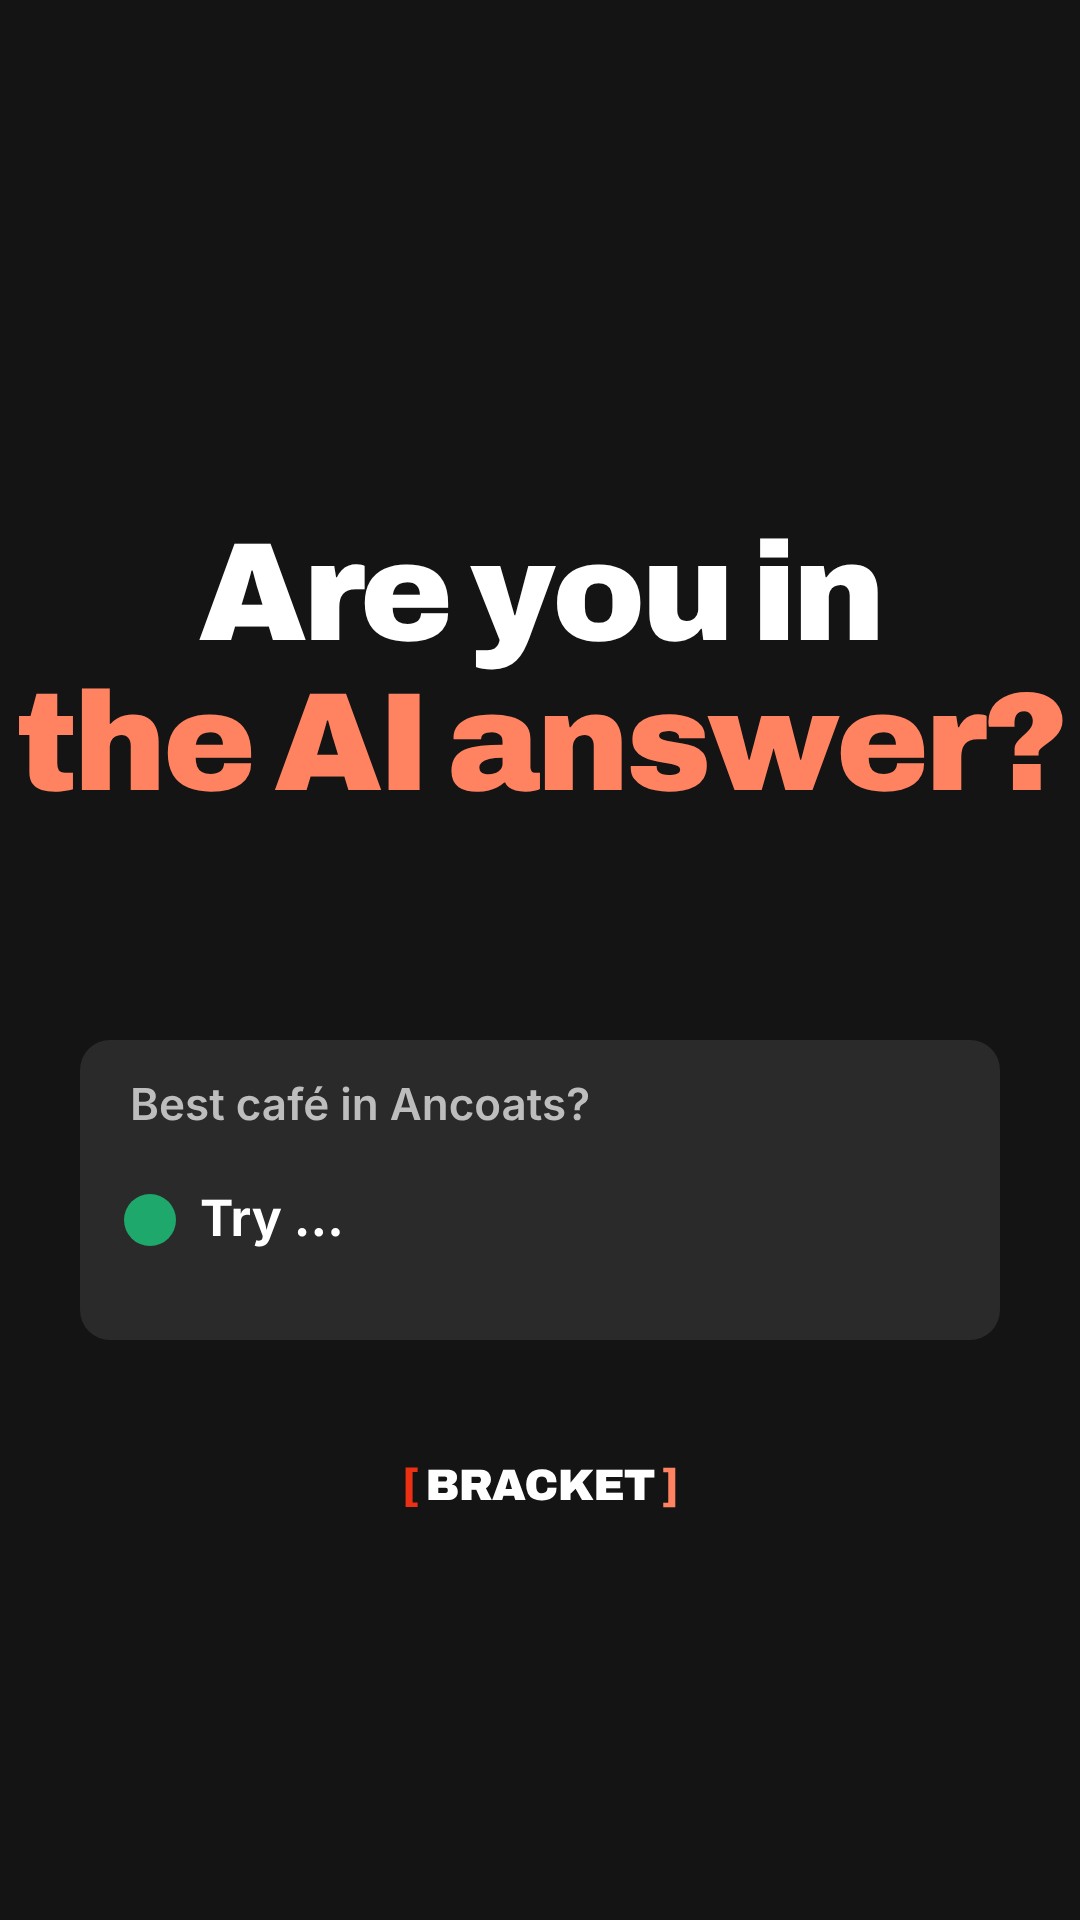 Are you in
the AI answer?
Best café in Ancoats?
Try ...
[ BRACKET ]